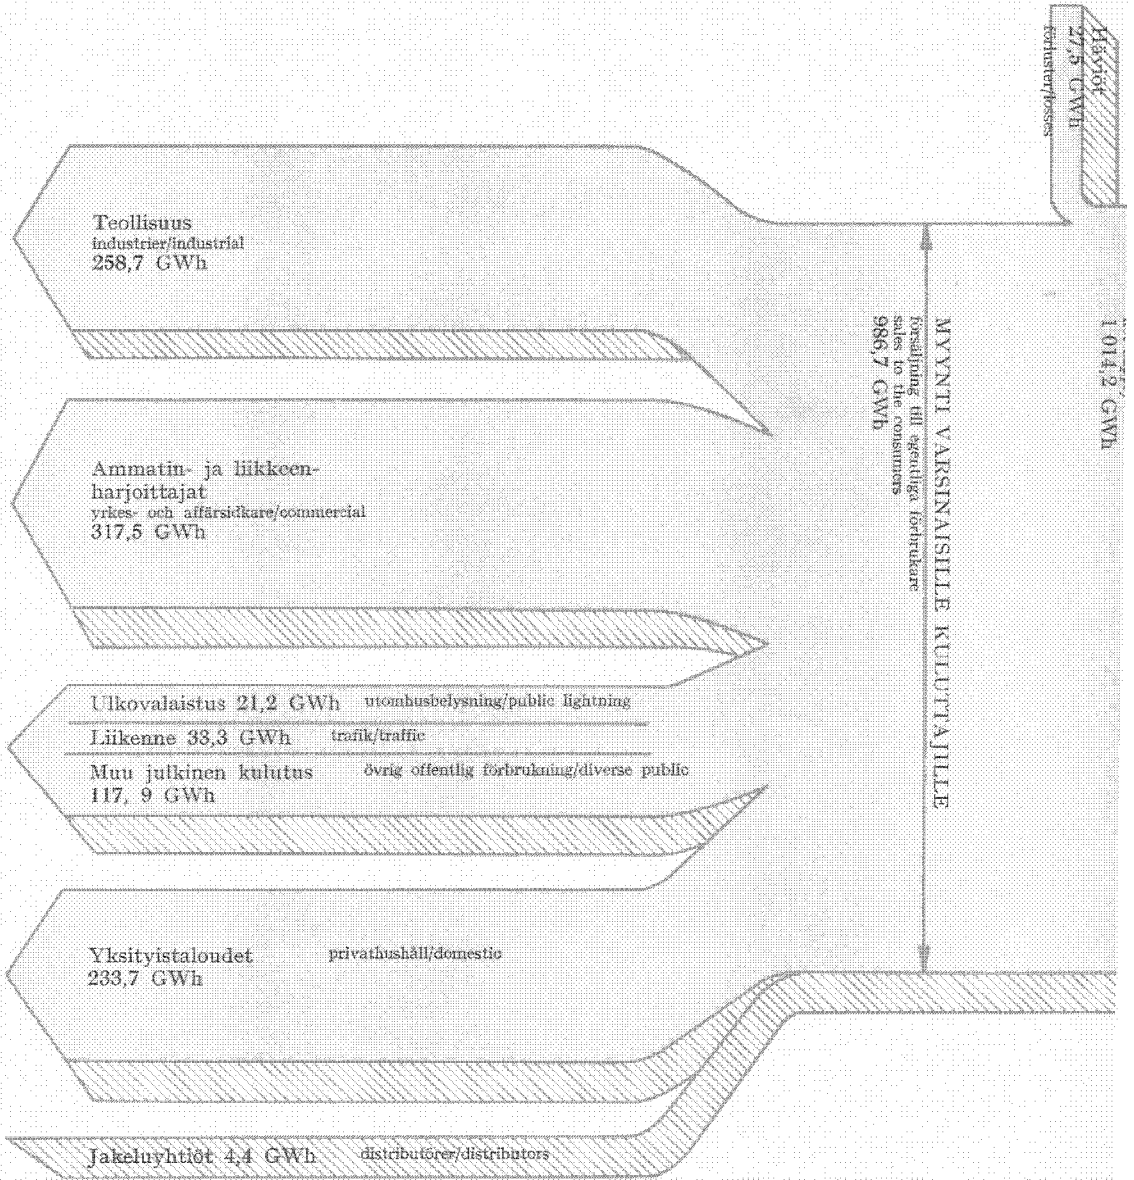 Häviöt
27,5 GWh
förluster/losses
Teollisuus
industrier/industrial
258,7 GWh
MYYNTI VARSINAISILLE KULUTTAJILLE
försäljning till egentliga förbrukare
sales to the consumers
986,7 GWh
1 014,2 GWh
Ammatin- ja liikkeen-
harjoittajat
yrkes- och affärsidkare/commercial
317,5 GWh
Ulkovalaistus 21,2 GWh utomhusbelysning/public lightning
Liikenne 33,3 GWh trafik/traffic
Muu julkinen kulutus övrig offentlig förbrukning/diverse public
117, 9 GWh
Yksityistaloudet privathushåll/domestic
233,7 GWh
Jakeluyhtiöt 4,4 GWh distributörer/distributors